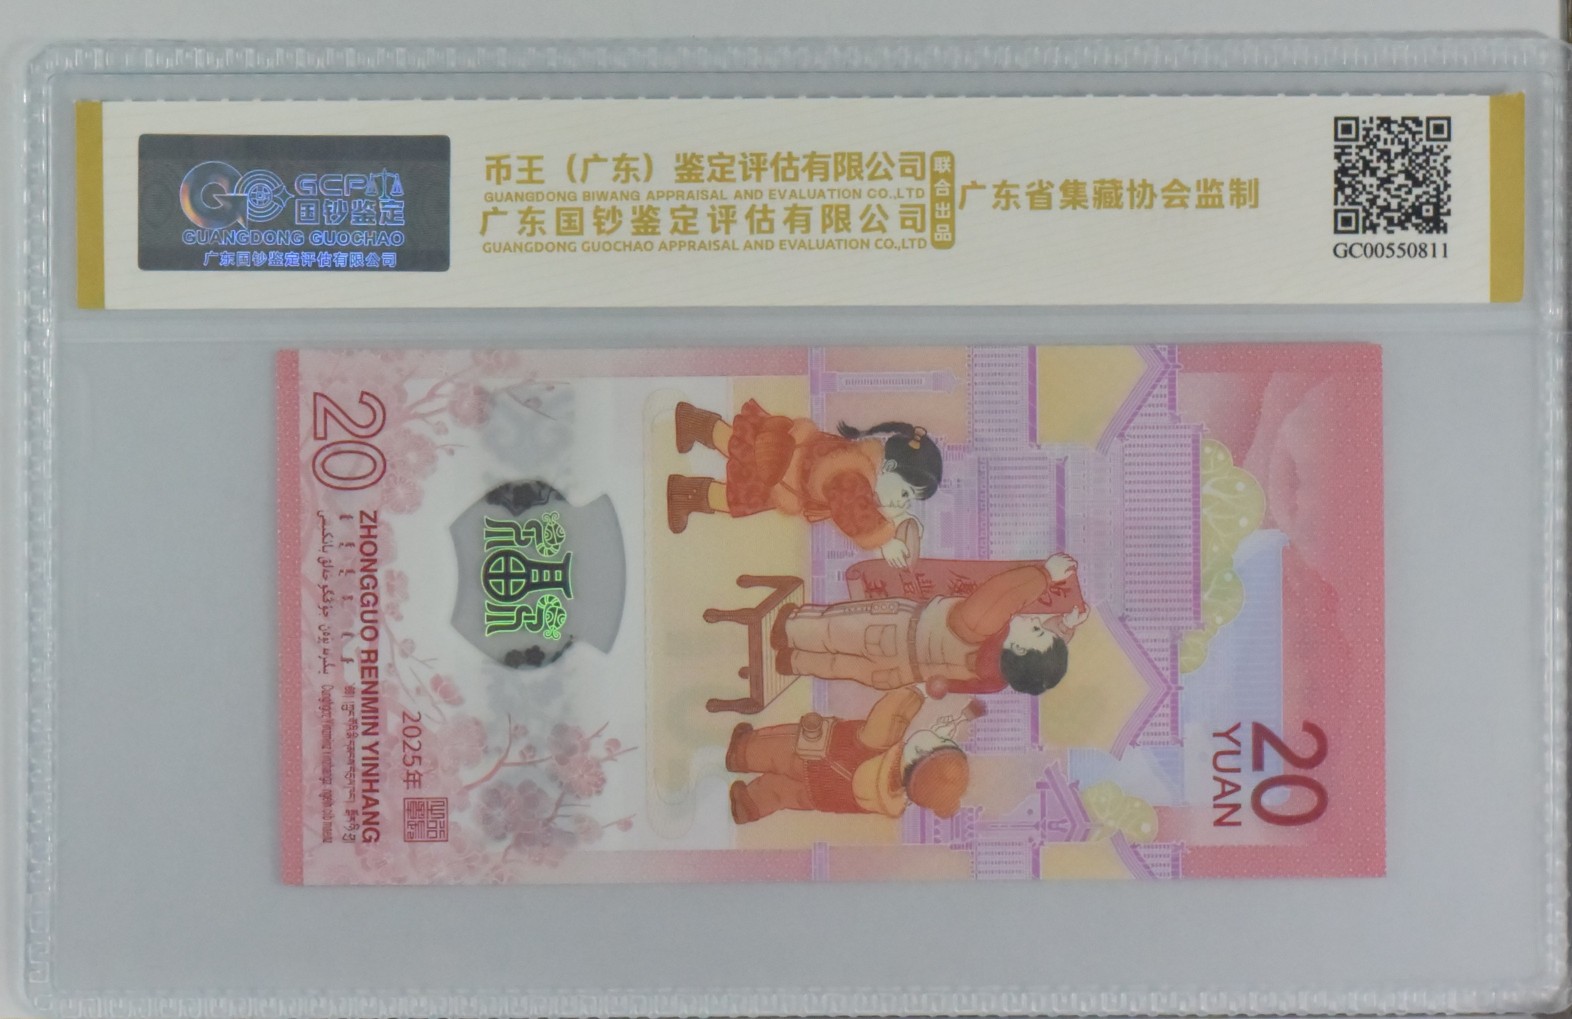 GCP
国钞鉴定
GUANGDONG GUOCHAO
广东国钞鉴定评估有限公司
币王（广东）鉴定评估有限公司
GUANGDONG BIWANG APPRAISAL AND EVALUATION CO.,LTD
广东国钞鉴定评估有限公司
GUANGDONG GUOCHAO APPRAISAL AND EVALUATION CO.,LTD
联合出品
广东省集藏协会监制
GC00550811
20
ZHONGGUO RENMIN YINHANG
2025年
20
YUAN